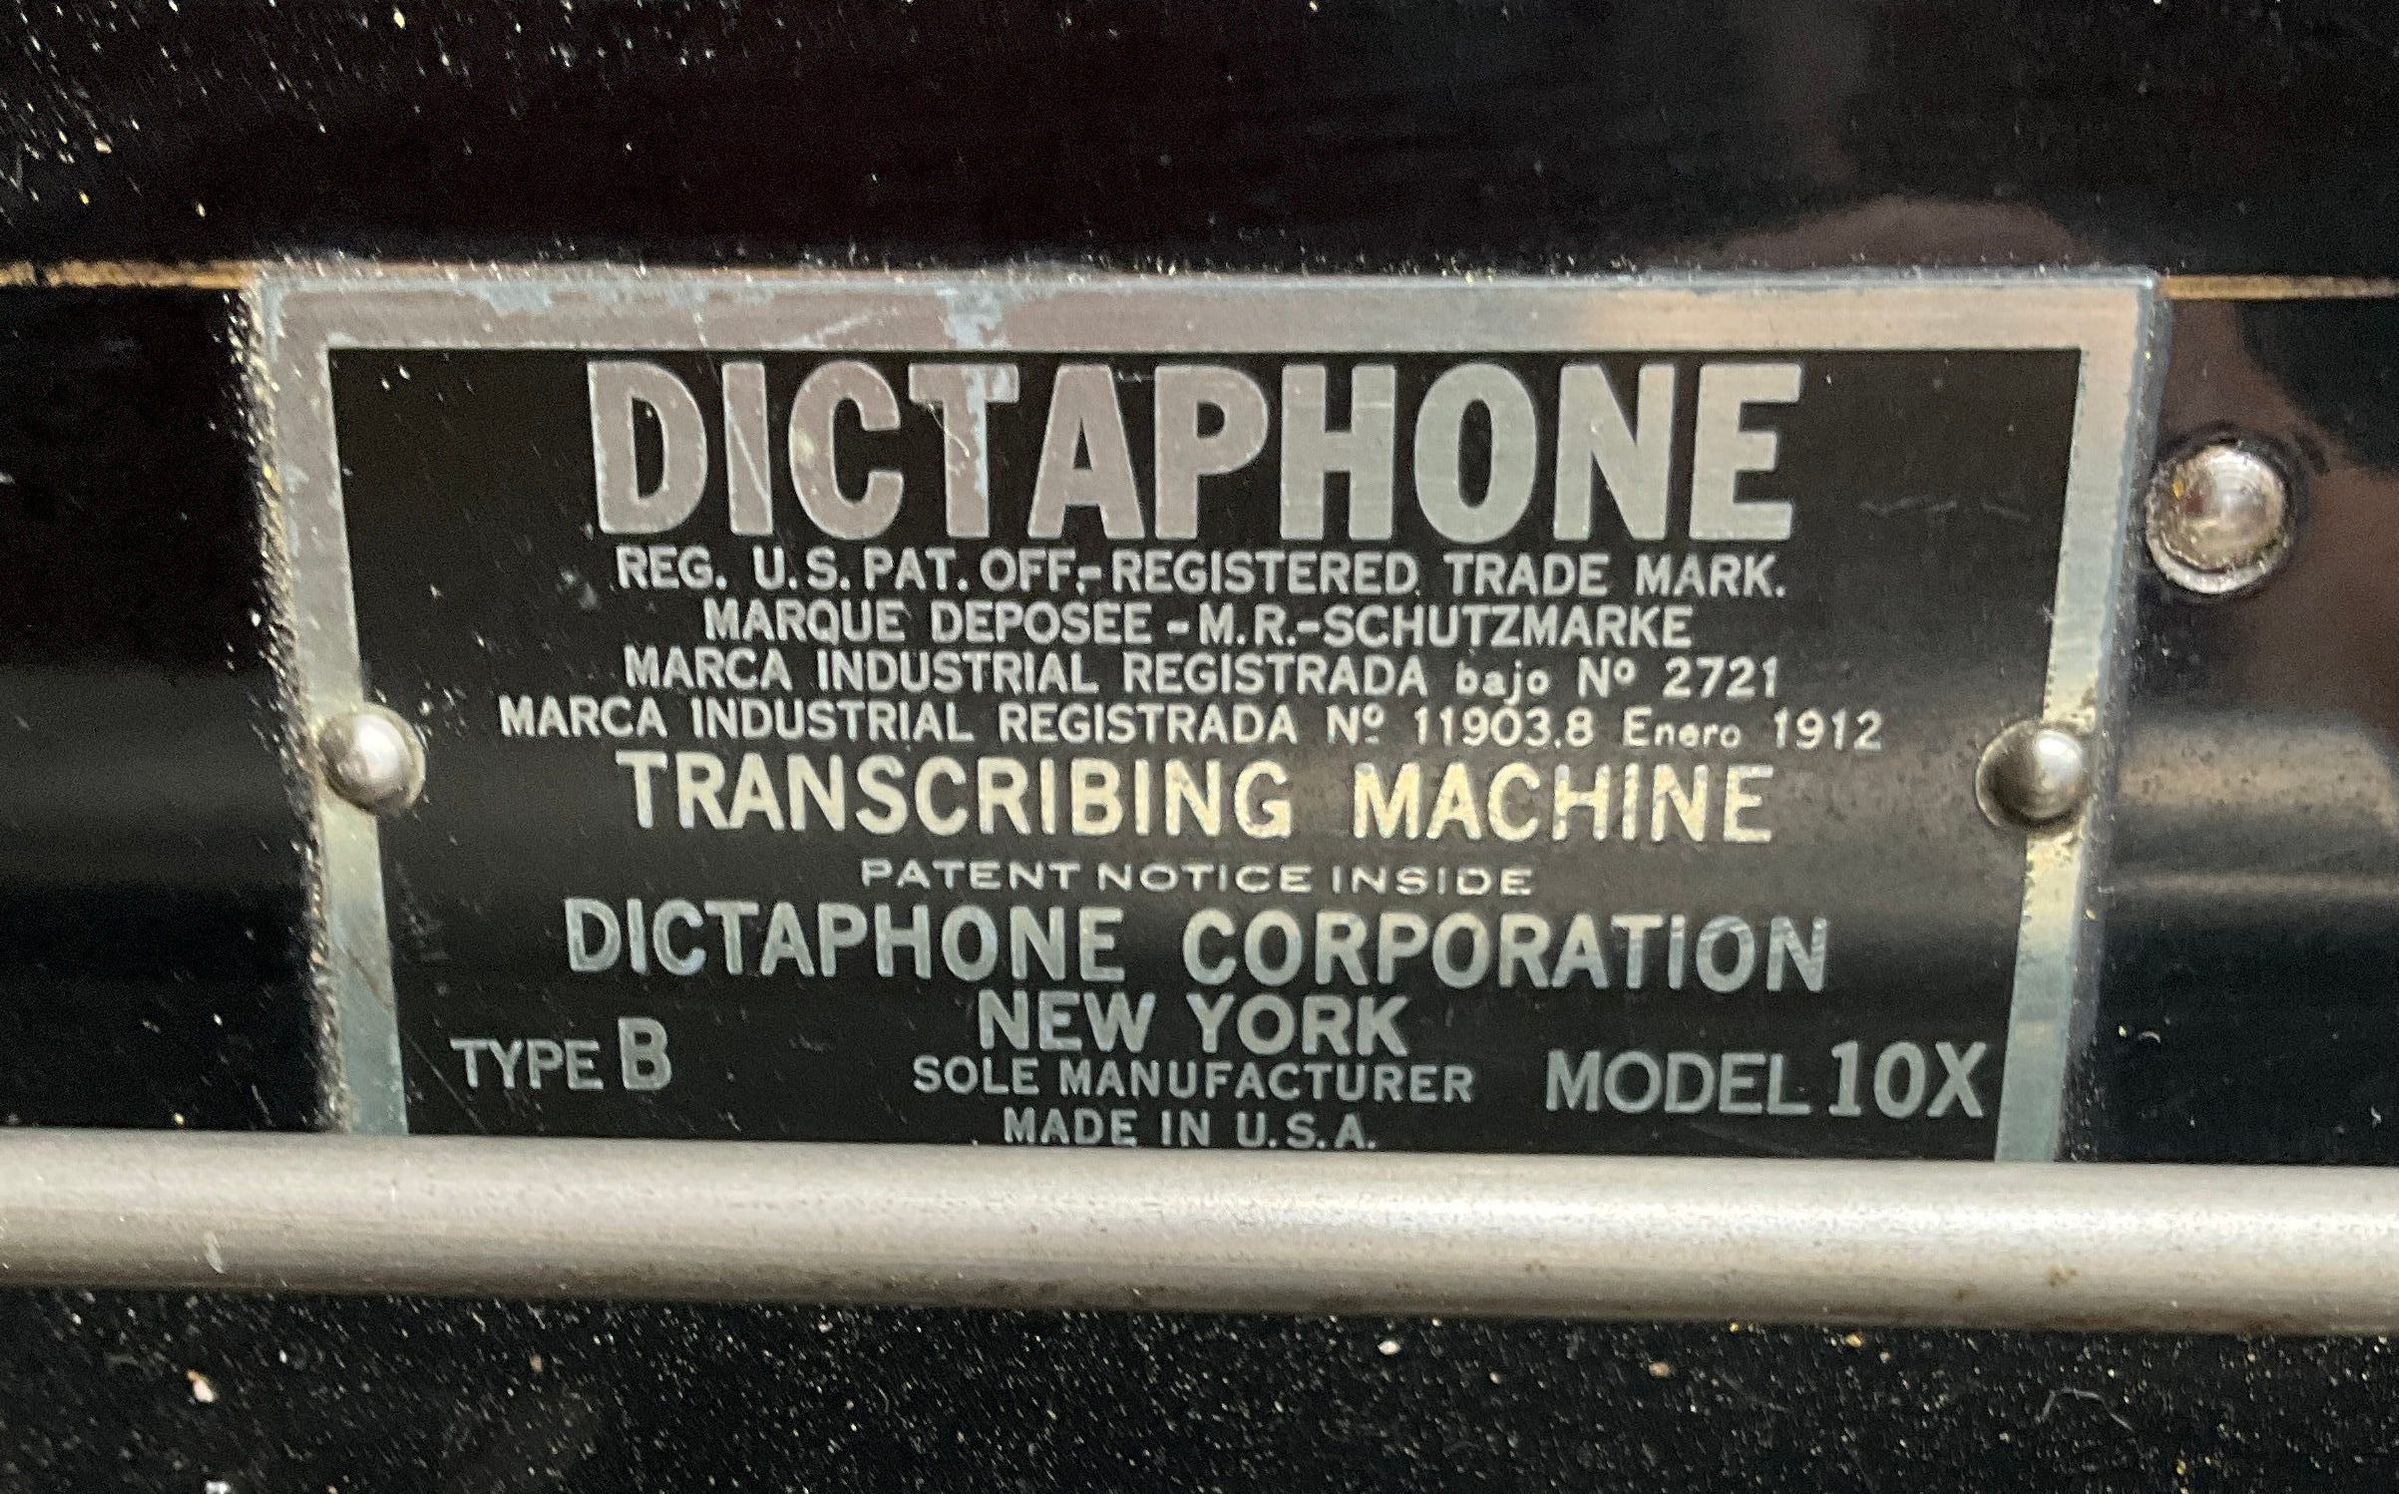 DICTAPHONE
REG. U.S. PAT. OFF.-REGISTERED TRADE MARK.
MARQUE DEPOSEE-M.R.-SCHUTZMARKE
MARCA INDUSTRIAL REGISTRADA bajo Nº 2721
MARCA INDUSTRIAL REGISTRADA Nº 11903.8 Enero 1912
TRANSCRIBING MACHINE
PATENT NOTICE INSIDE
DICTAPHONE CORPORATION
NEW YORK
TYPE B SOLE MANUFACTURER MODEL 10X
MADE IN U.S.A.